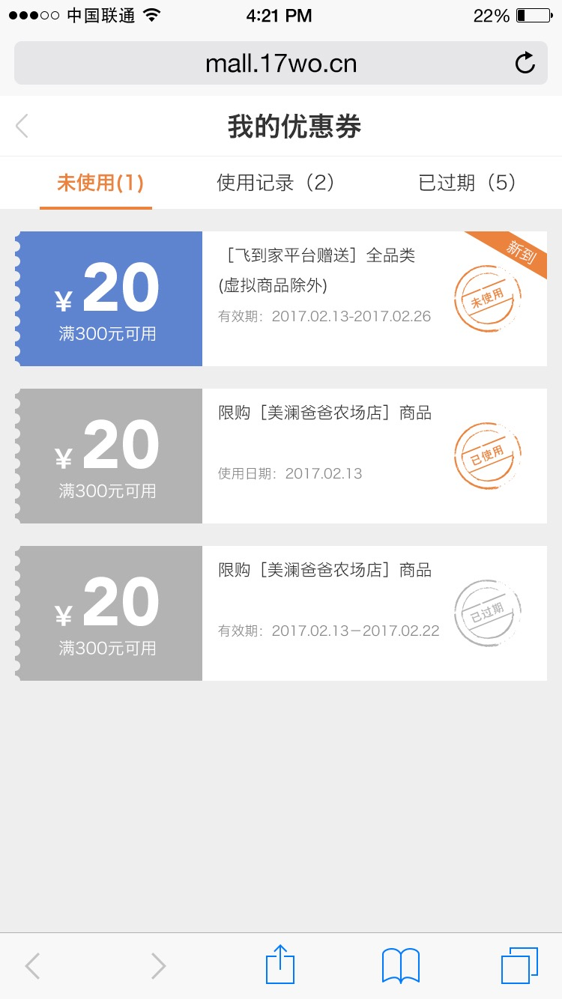 中国联通
4:21 PM
22%
mall.17wo.cn
我的优惠券
未使用(1)
使用记录（2）
已过期（5）
¥ 20
满300元可用
［飞到家平台赠送］全品类
(虚拟商品除外)
有效期：2017.02.13-2017.02.26
新到
未使用
¥ 20
满300元可用
限购［美澜爸爸农场店］商品
使用日期：2017.02.13
已使用
¥ 20
满300元可用
限购［美澜爸爸农场店］商品
有效期：2017.02.13－2017.02.22
已过期